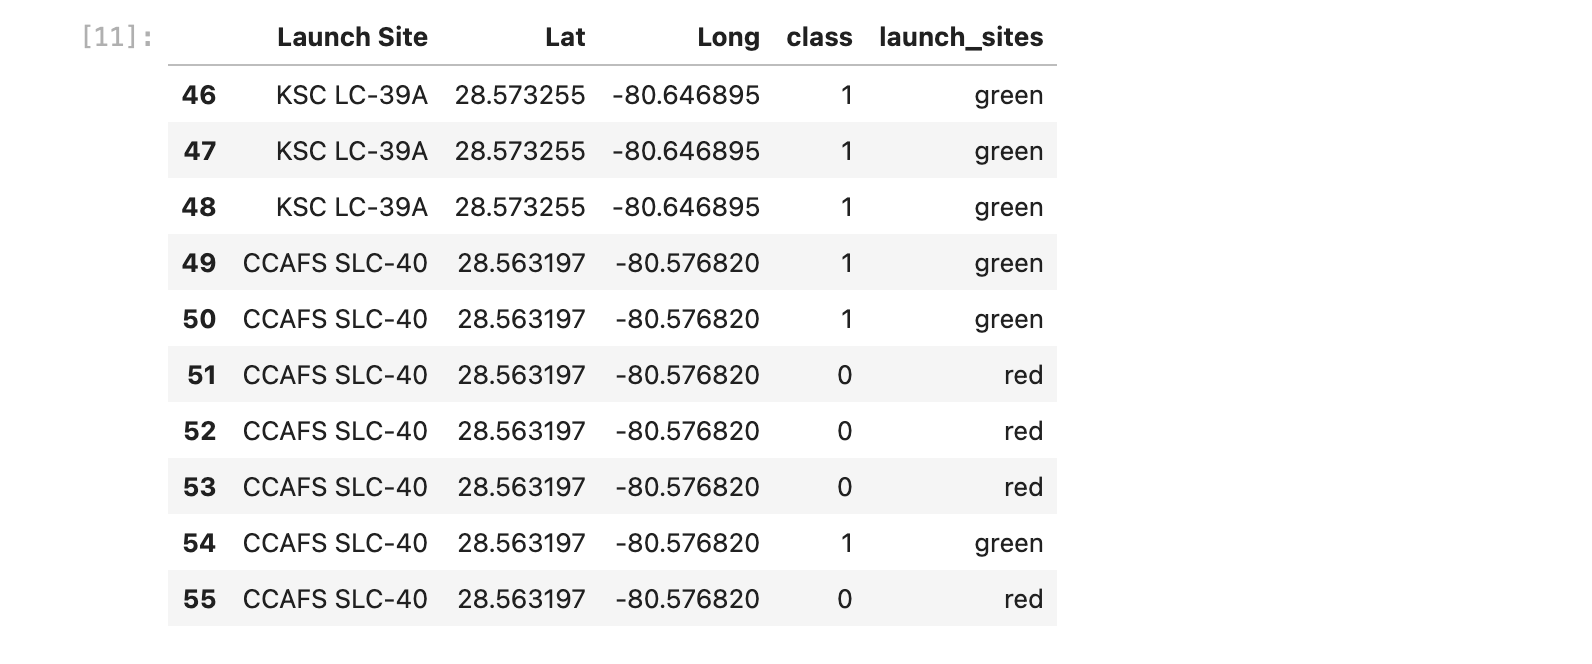 [11]: Launch Site Lat Long class launch_sites
46 KSC LC-39A 28.573255 -80.646895 1 green
47 KSC LC-39A 28.573255 -80.646895 1 green
48 KSC LC-39A 28.573255 -80.646895 1 green
49 CCAFS SLC-40 28.563197 -80.576820 1 green
50 CCAFS SLC-40 28.563197 -80.576820 1 green
51 CCAFS SLC-40 28.563197 -80.576820 0 red
52 CCAFS SLC-40 28.563197 -80.576820 0 red
53 CCAFS SLC-40 28.563197 -80.576820 0 red
54 CCAFS SLC-40 28.563197 -80.576820 1 green
55 CCAFS SLC-40 28.563197 -80.576820 0 red